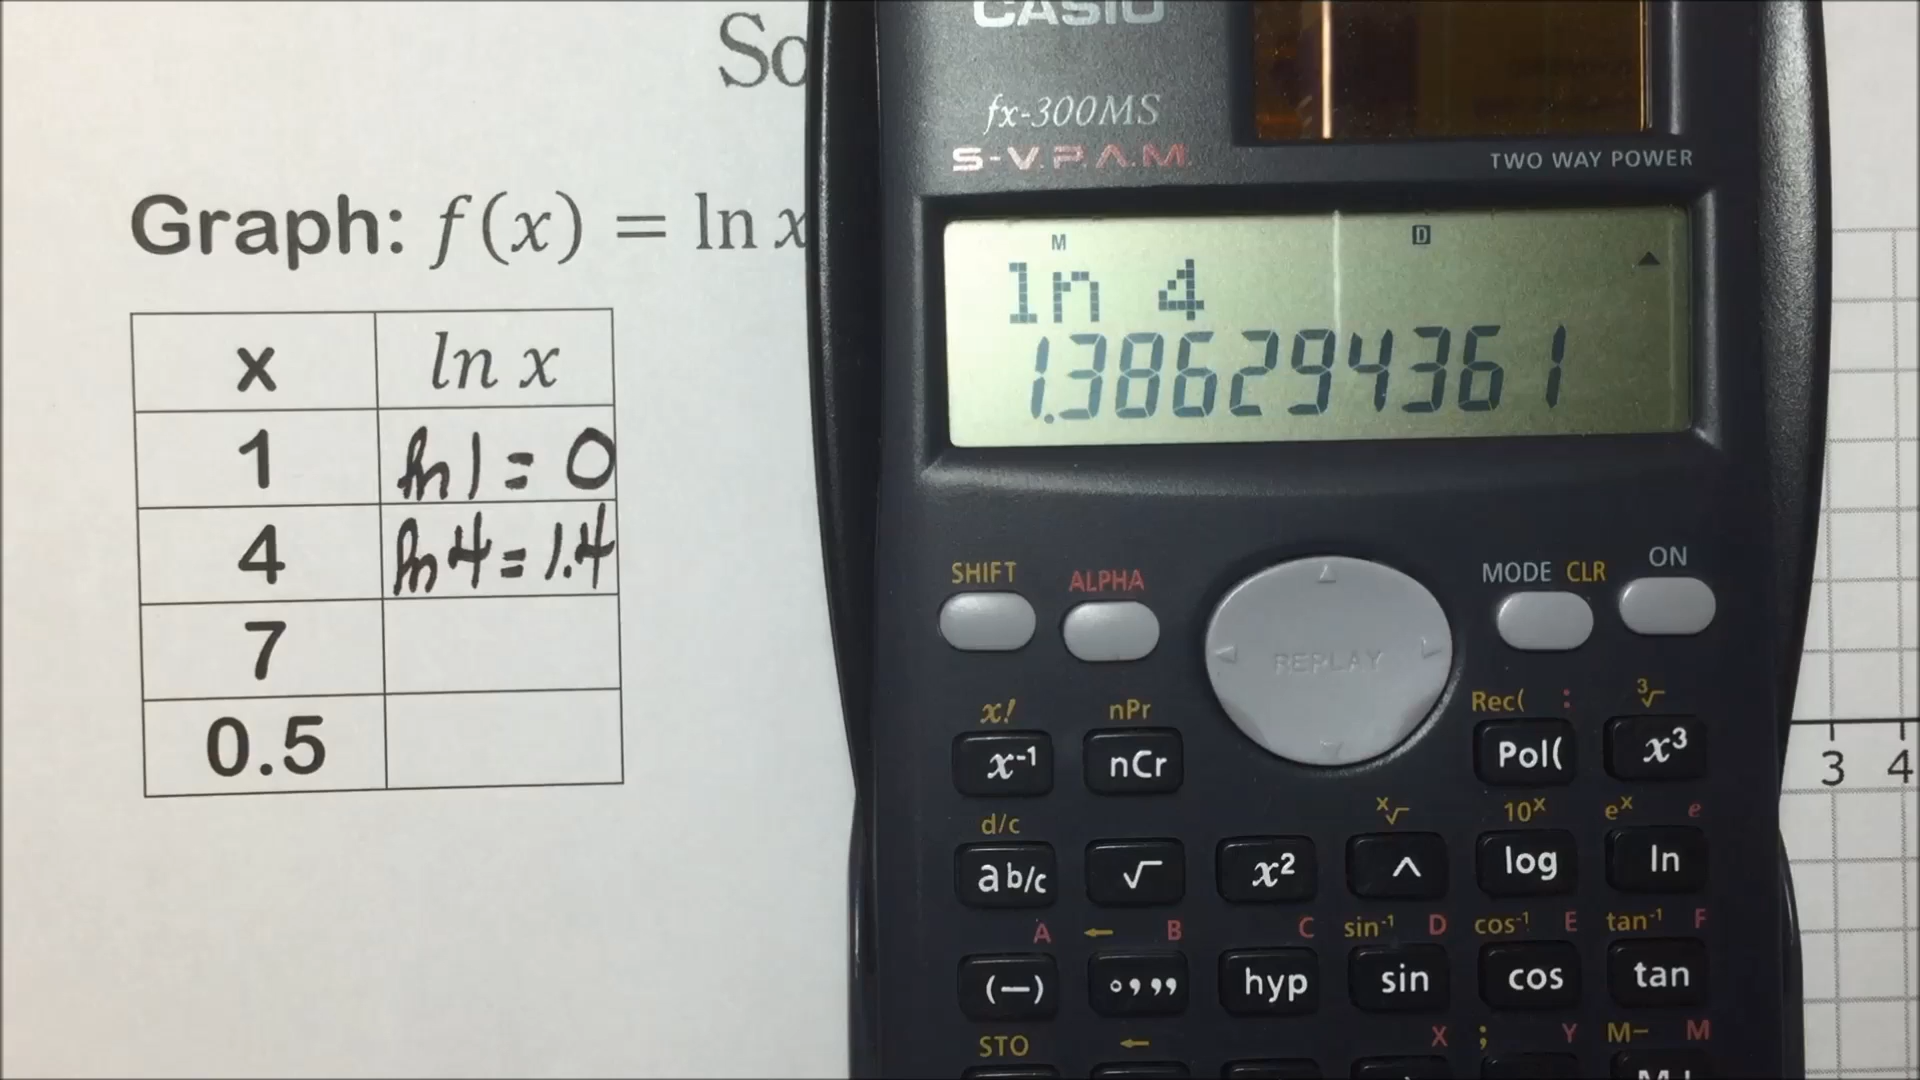 So
Graph: f(x) = ln x
x ln x
1 ln 1 = 0
4 ln 4 = 1.4
7
0.5
CASIO
fx-300MS
S-V.P.A.M.
TWO WAY POWER
M D
ln 4
1.386294361
SHIFT ALPHA MODE CLR ON
REPLAY
x! nPr Rec( : ³√
x⁻¹ nCr Pol( x³
d/c ˣ√ 10ˣ eˣ e
a b/c √ x² ^ log ln
A ← B C sin⁻¹ D cos⁻¹ E tan⁻¹ F
(−) °,,, hyp sin cos tan
STO ← X ; Y M− M
3 4